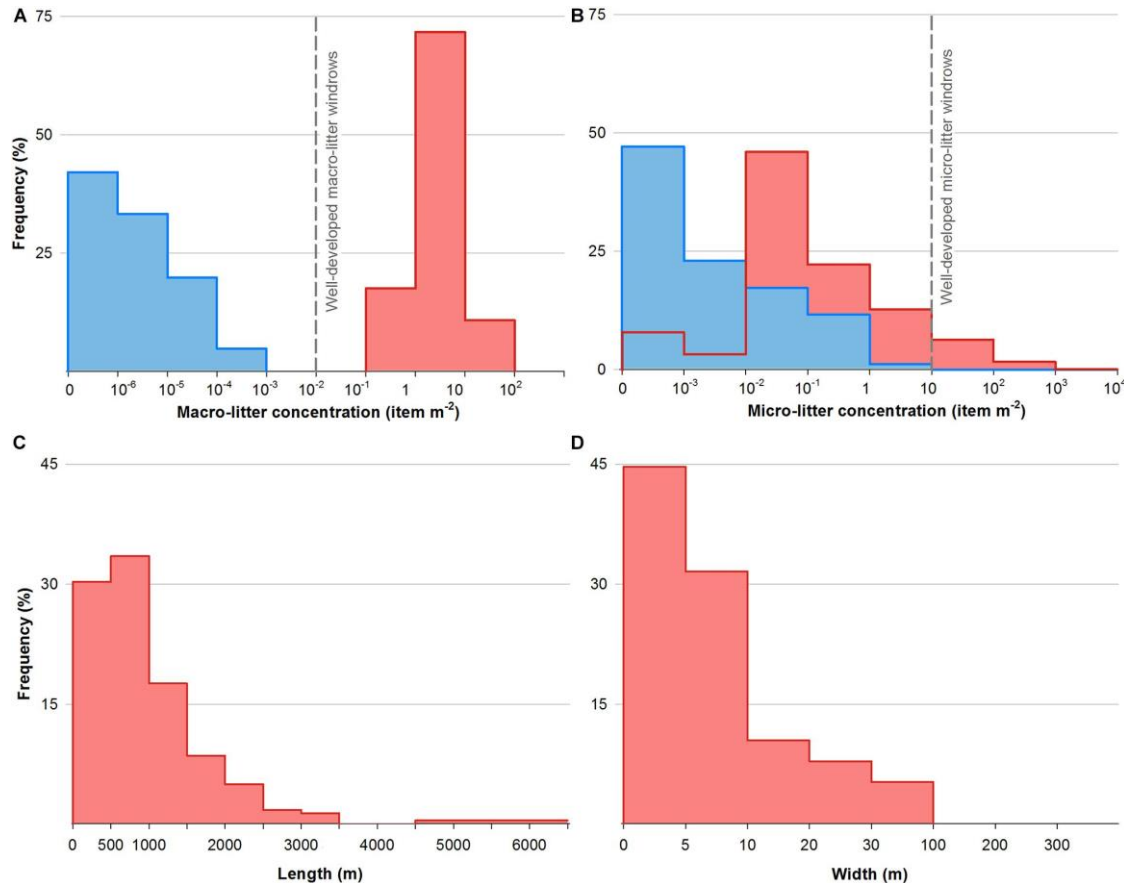 A
75
50
25
Frequency (%)
Well-developed macro-litter windrows
0 10⁻⁶ 10⁻⁵ 10⁻⁴ 10⁻³ 10⁻² 10⁻¹ 1 10 10²
Macro-litter concentration (item m⁻²)
B
75
50
25
0
Well-developed micro-litter windrows
0 10⁻³ 10⁻² 10⁻¹ 1 10 10² 10³ 10⁴
Micro-litter concentration (item m⁻²)
C
45
30
15
Frequency (%)
0 500 1000 2000 3000 4000 5000 6000
Length (m)
D
45
30
15
0 5 10 20 30 100 200 300
Width (m)